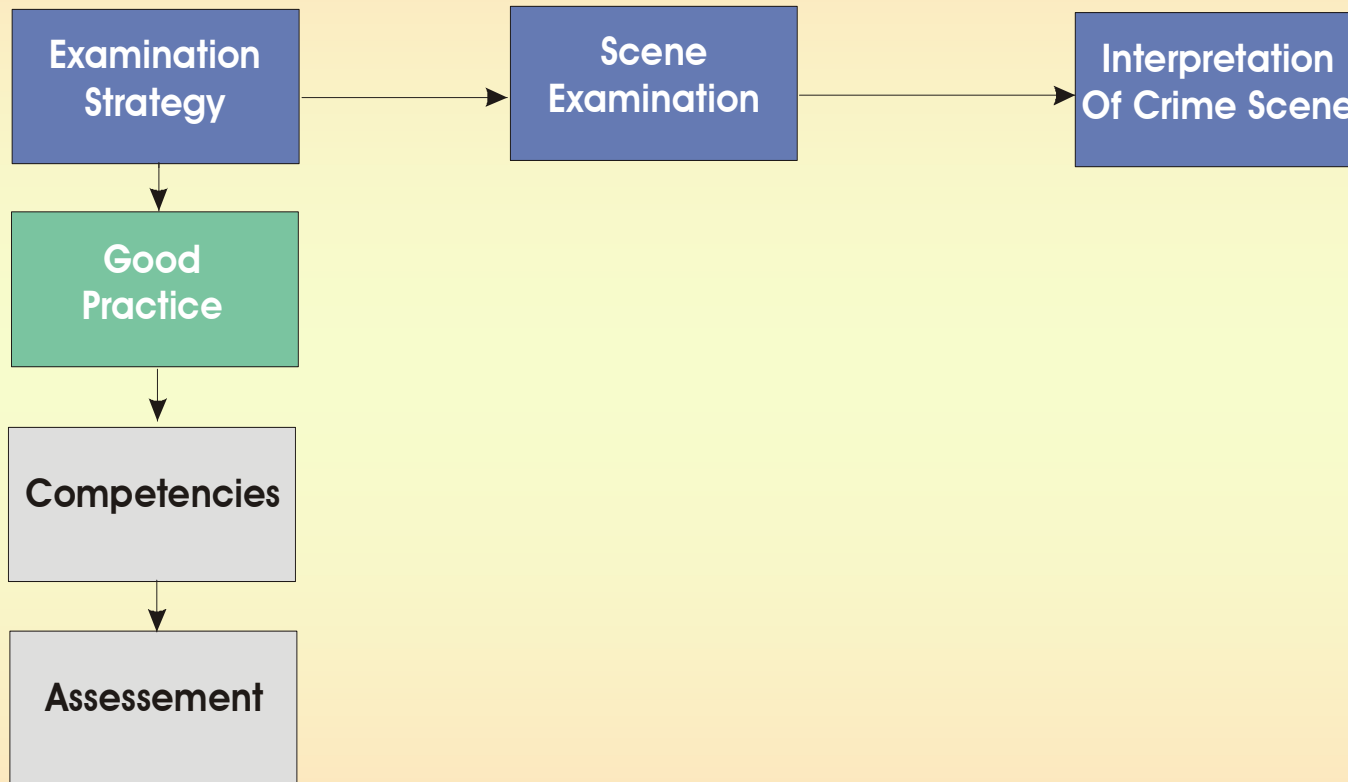 Examination
Strategy
Scene
Examination
Interpretation
Of Crime Scene
Good
Practice
Competencies
Assessement